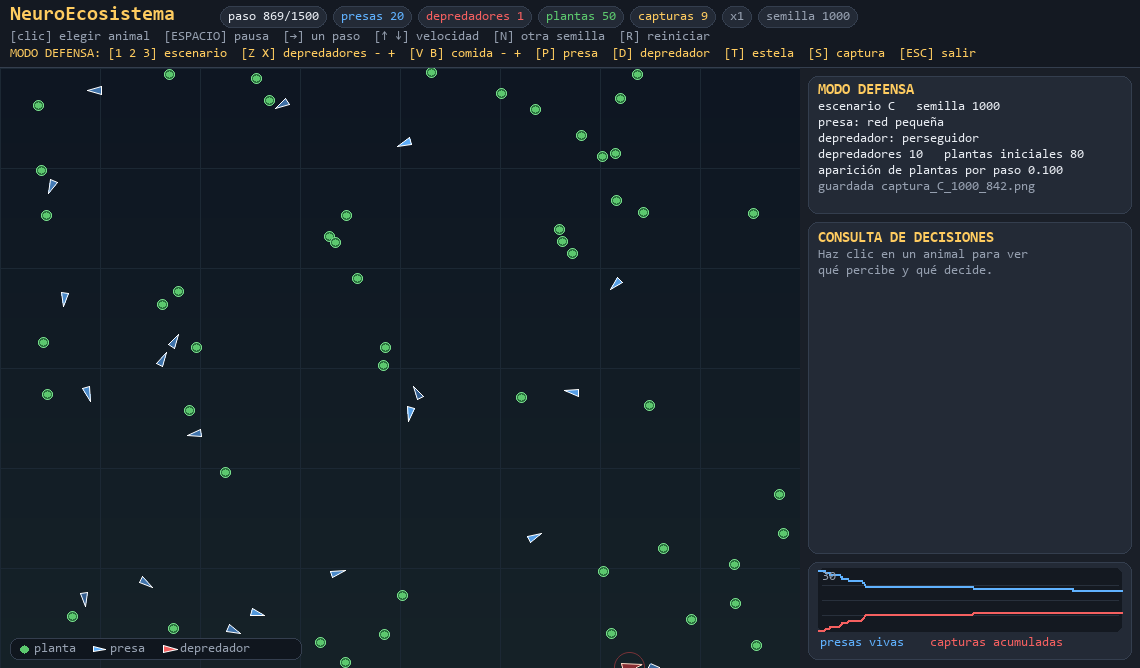 NeuroEcosistema
paso 869/1500 presas 20 depredadores 1 plantas 50 capturas 9 x1 semilla 1000
[clic] elegir animal [ESPACIO] pausa [→] un paso [↑ ↓] velocidad [N] otra semilla [R] reiniciar
MODO DEFENSA: [1 2 3] escenario [Z X] depredadores - + [V B] comida - + [P] presa [D] depredador [T] estela [S] captura [ESC] salir
MODO DEFENSA
escenario C semilla 1000
presa: red pequeña
depredador: perseguidor
depredadores 10 plantas iniciales 80
aparición de plantas por paso 0.100
guardada captura_C_1000_842.png
CONSULTA DE DECISIONES
Haz clic en un animal para ver
qué percibe y qué decide.
30
presas vivas capturas acumuladas
planta presa depredador